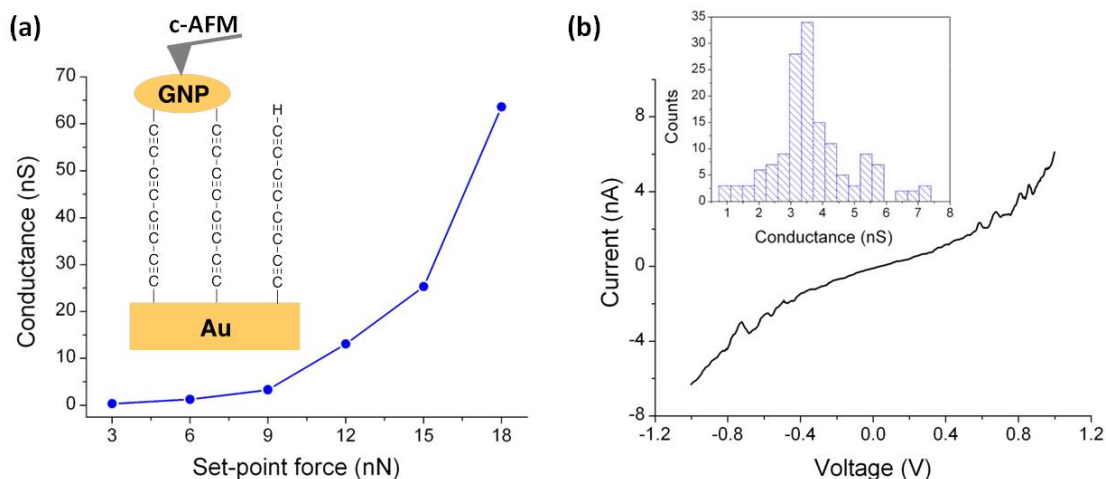 (a)
c-AFM
GNP
H
C≡C-C≡C-C≡C-C≡C
C≡C-C≡C-C≡C-C≡C
C≡C-C≡C-C≡C-C≡C
Au
Conductance (nS)
70
60
50
40
30
20
10
0
3 6 9 12 15 18
Set-point force (nN)
(b)
Counts
35
30
25
20
15
10
5
0
1 2 3 4 5 6 7 8
Conductance (nS)
Current (nA)
8
4
0
-4
-8
-1.2 -0.8 -0.4 0.0 0.4 0.8 1.2
Voltage (V)